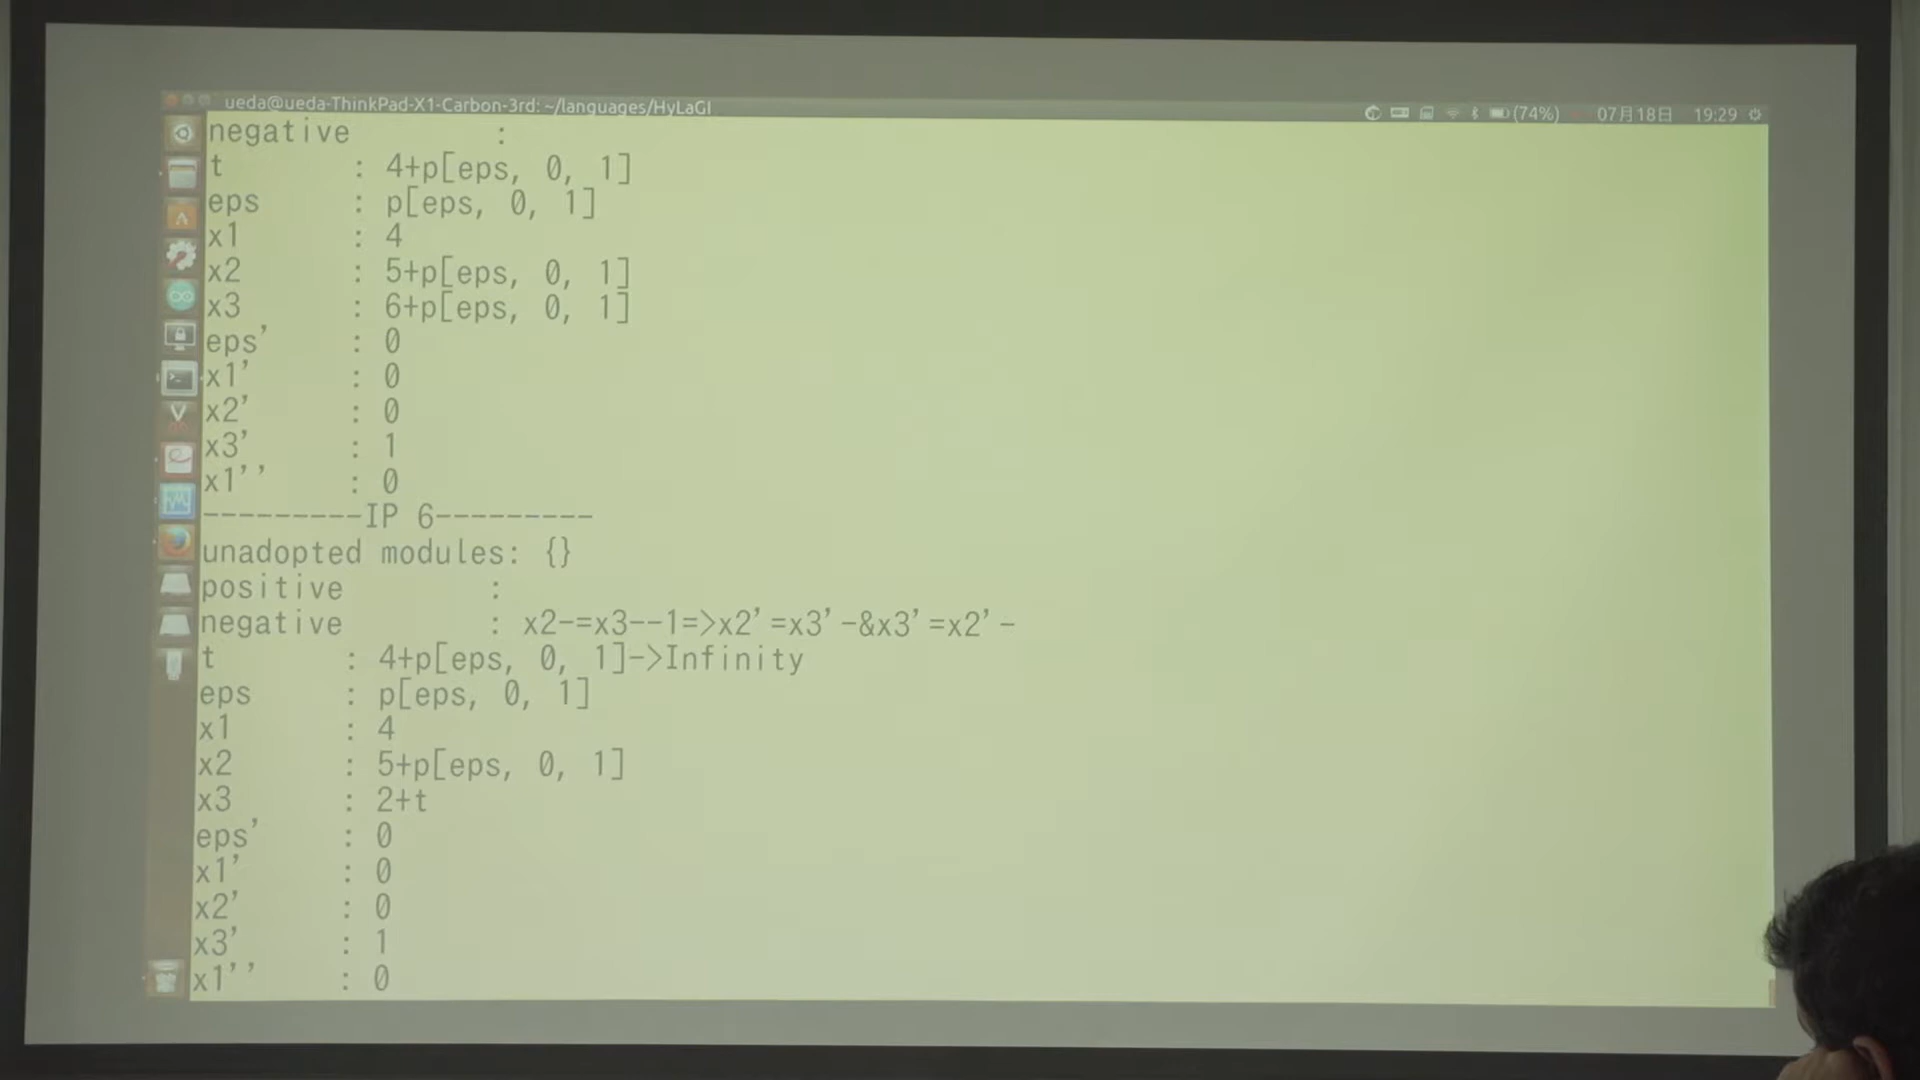 ueda@ueda-ThinkPad-X1-Carbon-3rd: ~/languages/HyLaGI
(74%) 07月18日 19:29
negative :
t : 4+p[eps, 0, 1]
eps : p[eps, 0, 1]
x1 : 4
x2 : 5+p[eps, 0, 1]
x3 : 6+p[eps, 0, 1]
eps' : 0
x1' : 0
x2' : 0
x3' : 1
x1'' : 0
---------IP 6---------
unadopted modules: {}
positive :
negative : x2-=x3--1=>x2'=x3'-&x3'=x2'-
t : 4+p[eps, 0, 1]->Infinity
eps : p[eps, 0, 1]
x1 : 4
x2 : 5+p[eps, 0, 1]
x3 : 2+t
eps' : 0
x1' : 0
x2' : 0
x3' : 1
x1'' : 0